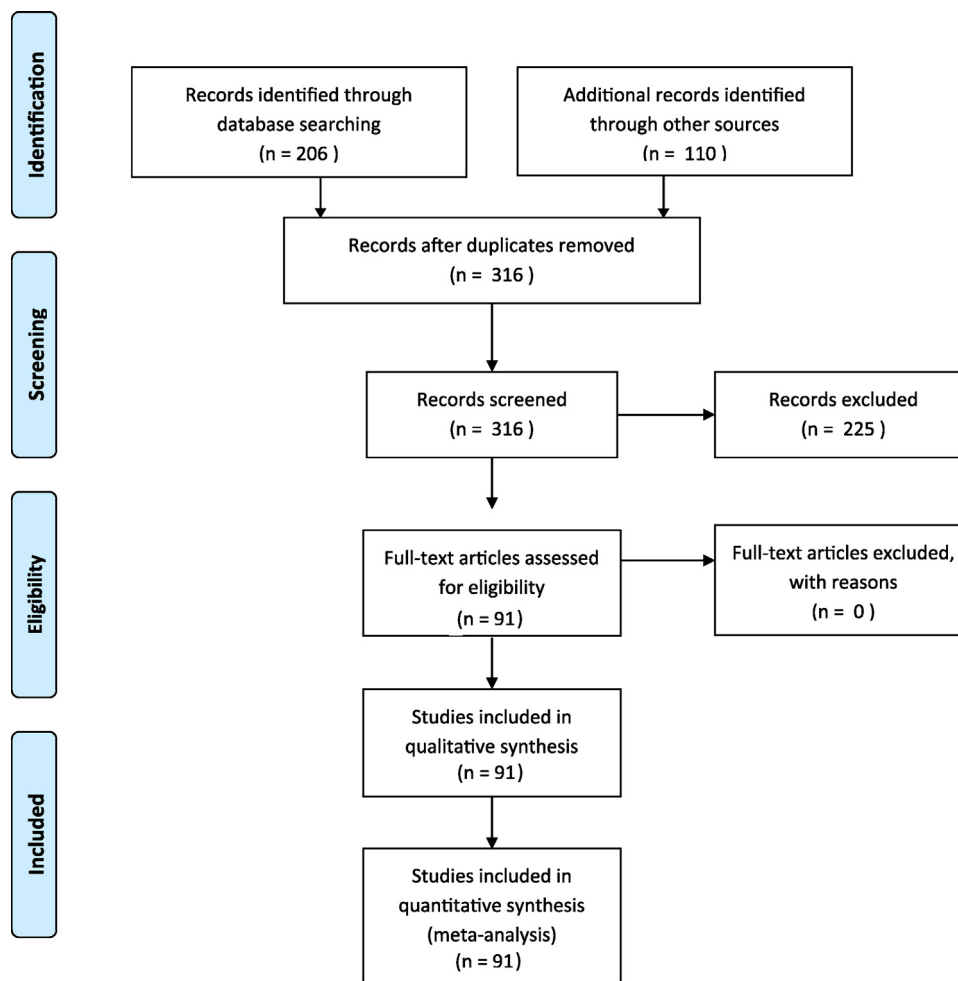 Identification
Records identified through
database searching
(n = 206 )
Additional records identified
through other sources
(n = 110 )
Records after duplicates removed
(n = 316 )
Screening
Records screened
(n = 316 )
Records excluded
(n = 225 )
Eligibility
Full-text articles assessed
for eligibility
(n = 91)
Full-text articles excluded,
with reasons
(n = 0 )
Studies included in
qualitative synthesis
(n = 91)
Included
Studies included in
quantitative synthesis
(meta-analysis)
(n = 91)